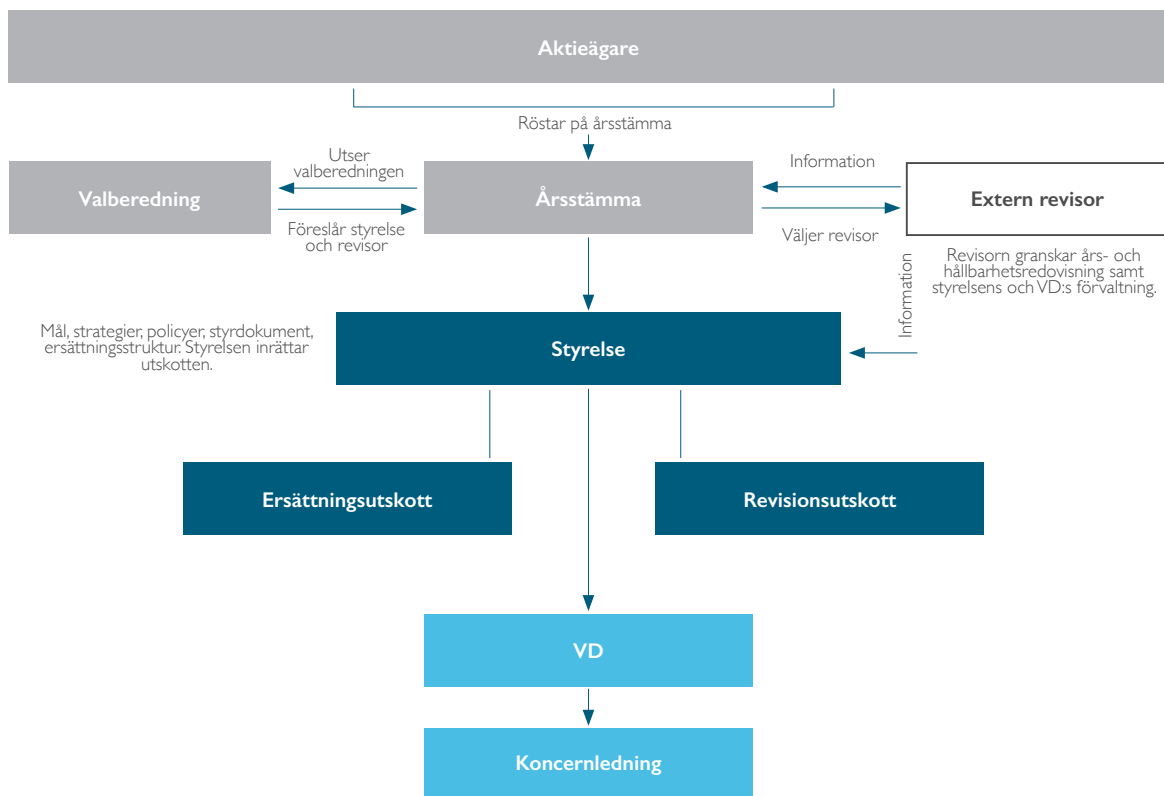 Aktieägare
Röstar på årsstämma
Utser
valberedningen
Information
Valberedning
Årsstämma
Extern revisor
Föreslår styrelse
och revisor
Väljer revisor
Information
Revisorn granskar års- och
hållbarhetsredovisning samt
styrelsens och VD:s förvaltning.
Mål, strategier, policyer, styrdokument,
ersättningsstruktur. Styrelsen inrättar
utskotten.
Styrelse
Ersättningsutskott
Revisionsutskott
VD
Koncernledning